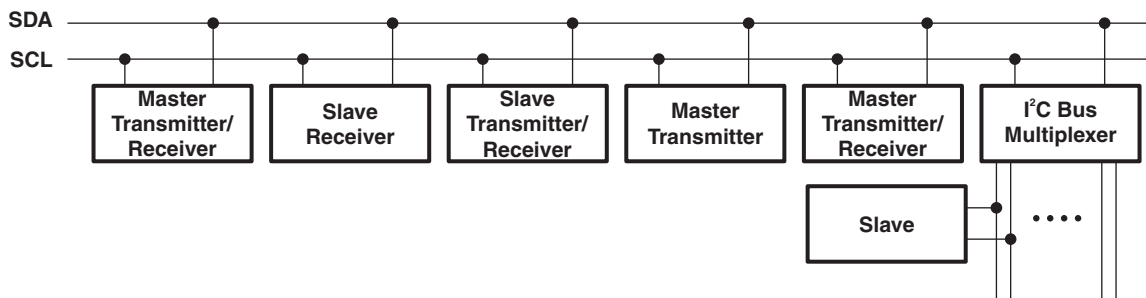 SDA
SCL
Master
Transmitter/
Receiver
Slave
Receiver
Slave
Transmitter/
Receiver
Master
Transmitter
Master
Transmitter/
Receiver
I²C Bus
Multiplexer
Slave